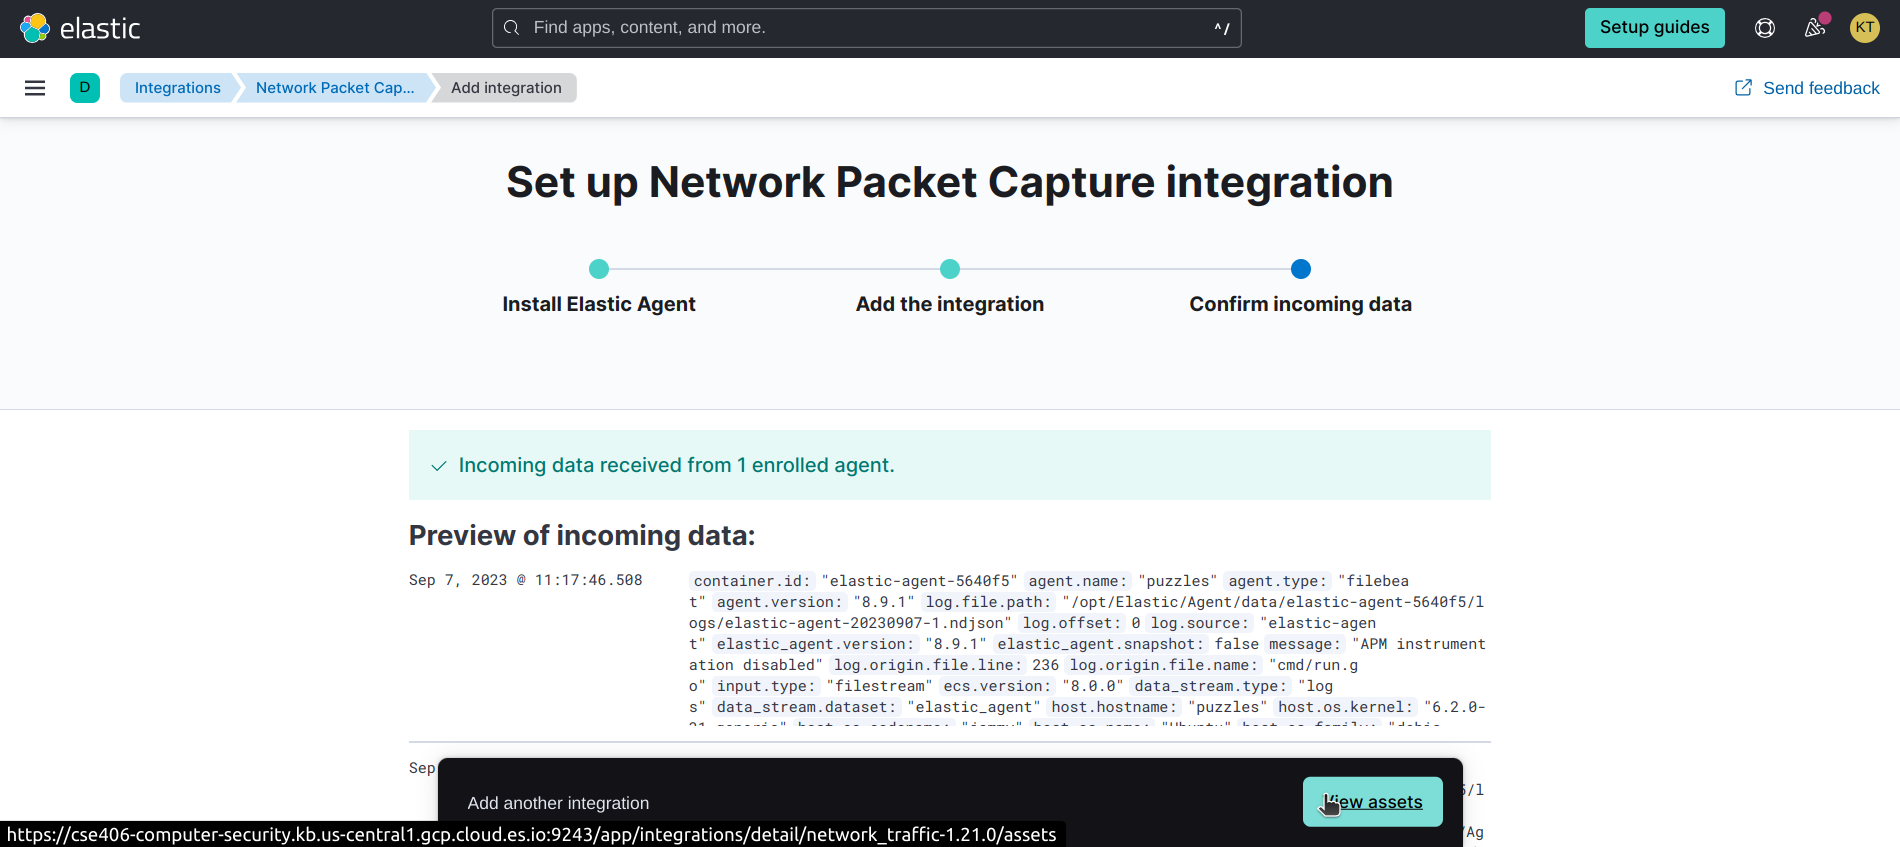 elastic
Find apps, content, and more.
^ /
Setup guides
KT
D
Integrations
Network Packet Cap...
Add integration
Send feedback
Set up Network Packet Capture integration
Install Elastic Agent
Add the integration
Confirm incoming data
Incoming data received from 1 enrolled agent.
Preview of incoming data:
Sep 7, 2023 @ 11:17:46.508
container.id: "elastic-agent-5640f5" agent.name: "puzzles" agent.type: "filebea
t" agent.version: "8.9.1" log.file.path: "/opt/Elastic/Agent/data/elastic-agent-5640f5/l
ogs/elastic-agent-20230907-1.ndjson" log.offset: 0 log.source: "elastic-agen
t" elastic_agent.version: "8.9.1" elastic_agent.snapshot: false message: "APM instrument
ation disabled" log.origin.file.line: 236 log.origin.file.name: "cmd/run.g
o" input.type: "filestream" ecs.version: "8.0.0" data_stream.type: "log
s" data_stream.dataset: "elastic_agent" host.hostname: "puzzles" host.os.kernel: "6.2.0-
Sep
5/l
Add another integration
View assets
/Ag
https://cse406-computer-security.kb.us-central1.gcp.cloud.es.io:9243/app/integrations/detail/network_traffic-1.21.0/assets